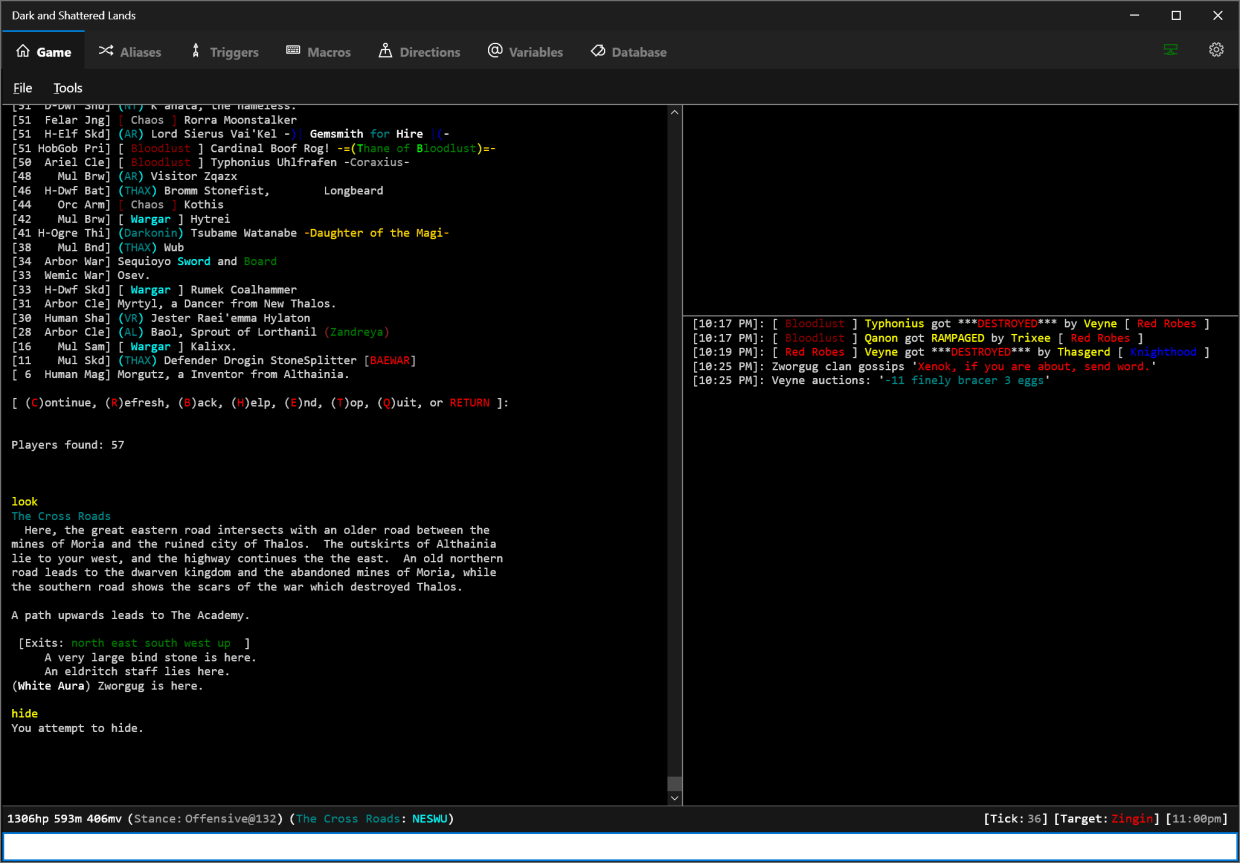 Dark and Shattered Lands
Game Aliases Triggers Macros Directions Variables Database
File Tools
[51 D-Dwf Shu] (NT) K'anata, the nameless.
[51 Felar Jng] [ Chaos ] Rorra Moonstalker
[51 H-Elf Skd] (AR) Lord Sierus Vai'Kel -)| Gemsmith for Hire |(-
[51 HobGob Pri] [ Bloodlust ] Cardinal Boof Rog! -=(Thane of Bloodlust)=-
[50 Ariel Cle] [ Bloodlust ] Typhonius Uhlfrafen -Coraxius-
[48 Mul Brw] (AR) Visitor Zqazx
[46 H-Dwf Bat] (THAX) Bromm Stonefist, Longbeard
[44 Orc Arm] [ Chaos ] Kothis
[42 Mul Brw] [ Wargar ] Hytrei
[41 H-Ogre Thi] (Darkonin) Tsubame Watanabe -Daughter of the Magi-
[38 Mul Bnd] (THAX) Wub
[34 Arbor War] Sequioyo Sword and Board
[33 Wemic War] Osev.
[33 H-Dwf Skd] [ Wargar ] Rumek Coalhammer
[31 Arbor Cle] Myrtyl, a Dancer from New Thalos.
[30 Human Sha] (VR) Jester Raei'emma Hylaton
[28 Arbor Cle] (AL) Baol, Sprout of Lorthanil (Zandreya)
[16 Mul Sam] [ Wargar ] Kalixx.
[11 Mul Skd] (THAX) Defender Drogin StoneSplitter [BAEWAR]
[ 6 Human Mag] Morgutz, a Inventor from Althainia.
[ (C)ontinue, (R)efresh, (B)ack, (H)elp, (E)nd, (T)op, (Q)uit, or RETURN ]:
Players found: 57
look
The Cross Roads
Here, the great eastern road intersects with an older road between the
mines of Moria and the ruined city of Thalos. The outskirts of Althainia
lie to your west, and the highway continues the the east. An old northern
road leads to the dwarven kingdom and the abandoned mines of Moria, while
the southern road shows the scars of the war which destroyed Thalos.
A path upwards leads to The Academy.
[Exits: north east south west up ]
A very large bind stone is here.
An eldritch staff lies here.
(White Aura) Zworgug is here.
hide
You attempt to hide.
[10:17 PM]: [ Bloodlust ] Typhonius got ***DESTROYED*** by Veyne [ Red Robes ]
[10:17 PM]: [ Bloodlust ] Qanon got RAMPAGED by Trixee [ Red Robes ]
[10:19 PM]: [ Red Robes ] Veyne got ***DESTROYED*** by Thasgerd [ Knighthood ]
[10:25 PM]: Zworgug clan gossips 'Xenok, if you are about, send word.'
[10:25 PM]: Veyne auctions: '-11 finely bracer 3 eggs'
1306hp 593m 406mv (Stance: Offensive@132) (The Cross Roads: NESWU)
[Tick: 36] [Target: Zingin] [11:00pm]